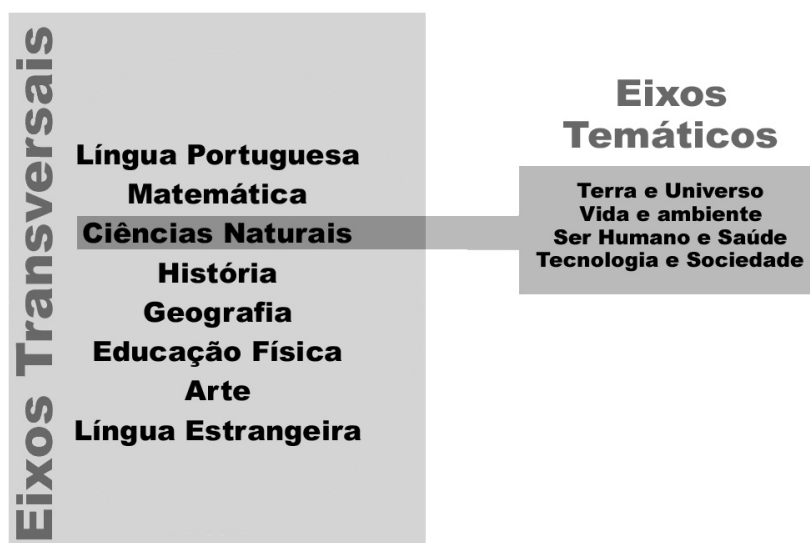 Eixos Transversais
Língua Portuguesa
Matemática
Ciências Naturais
História
Geografia
Educação Física
Arte
Língua Estrangeira
Eixos
Temáticos
Terra e Universo
Vida e ambiente
Ser Humano e Saúde
Tecnologia e Sociedade